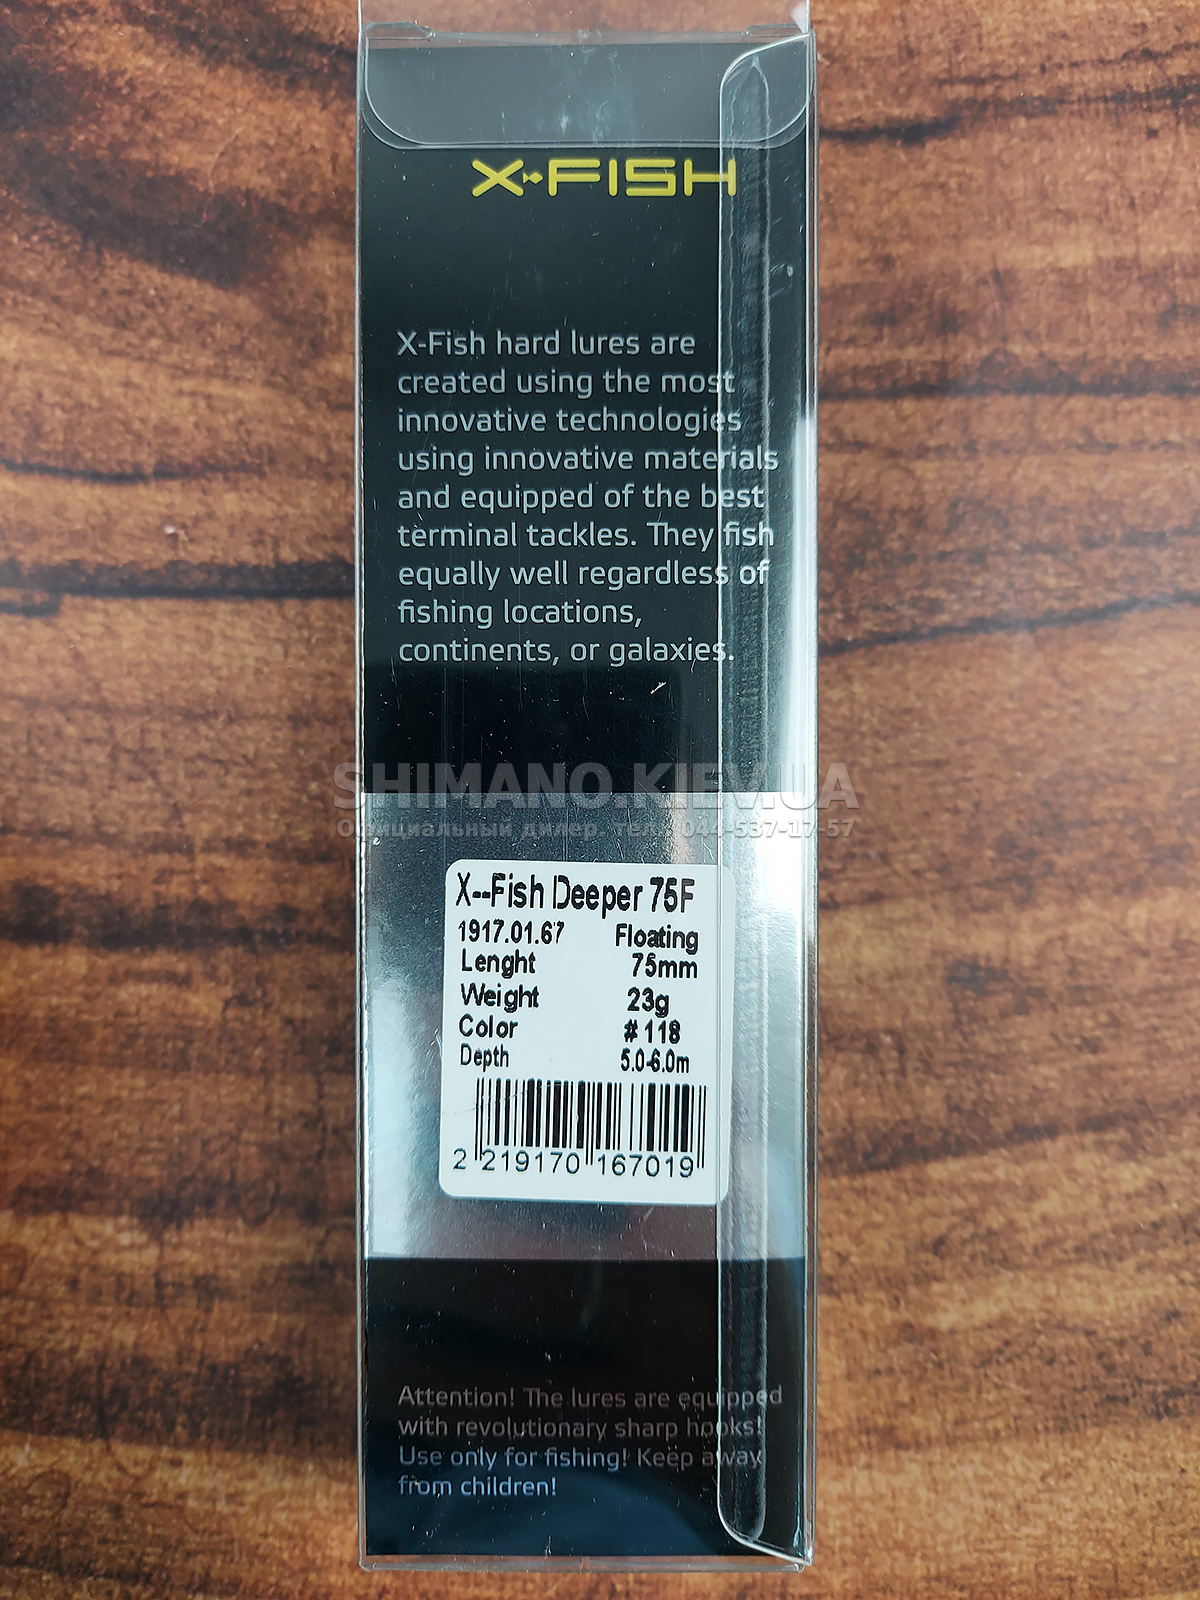 X-FISH
X-Fish hard lures are
created using the most
innovative technologies
using innovative materials
and equipped of the best
terminal tackles. They fish
equally well regardless of
fishing locations,
continents, or galaxies.
SHIMANO.KIEV.UA
Официальный дилер. тел.: 044-537-17-57
X--Fish Deeper 75F
1917.01.67 Floating
Lenght 75mm
Weight 23g
Color #118
Depth 5.0-6.0m
2 219170 167019
Attention! The lures are equipped
with revolutionary sharp hooks!
Use only for fishing! Keep away
from children!